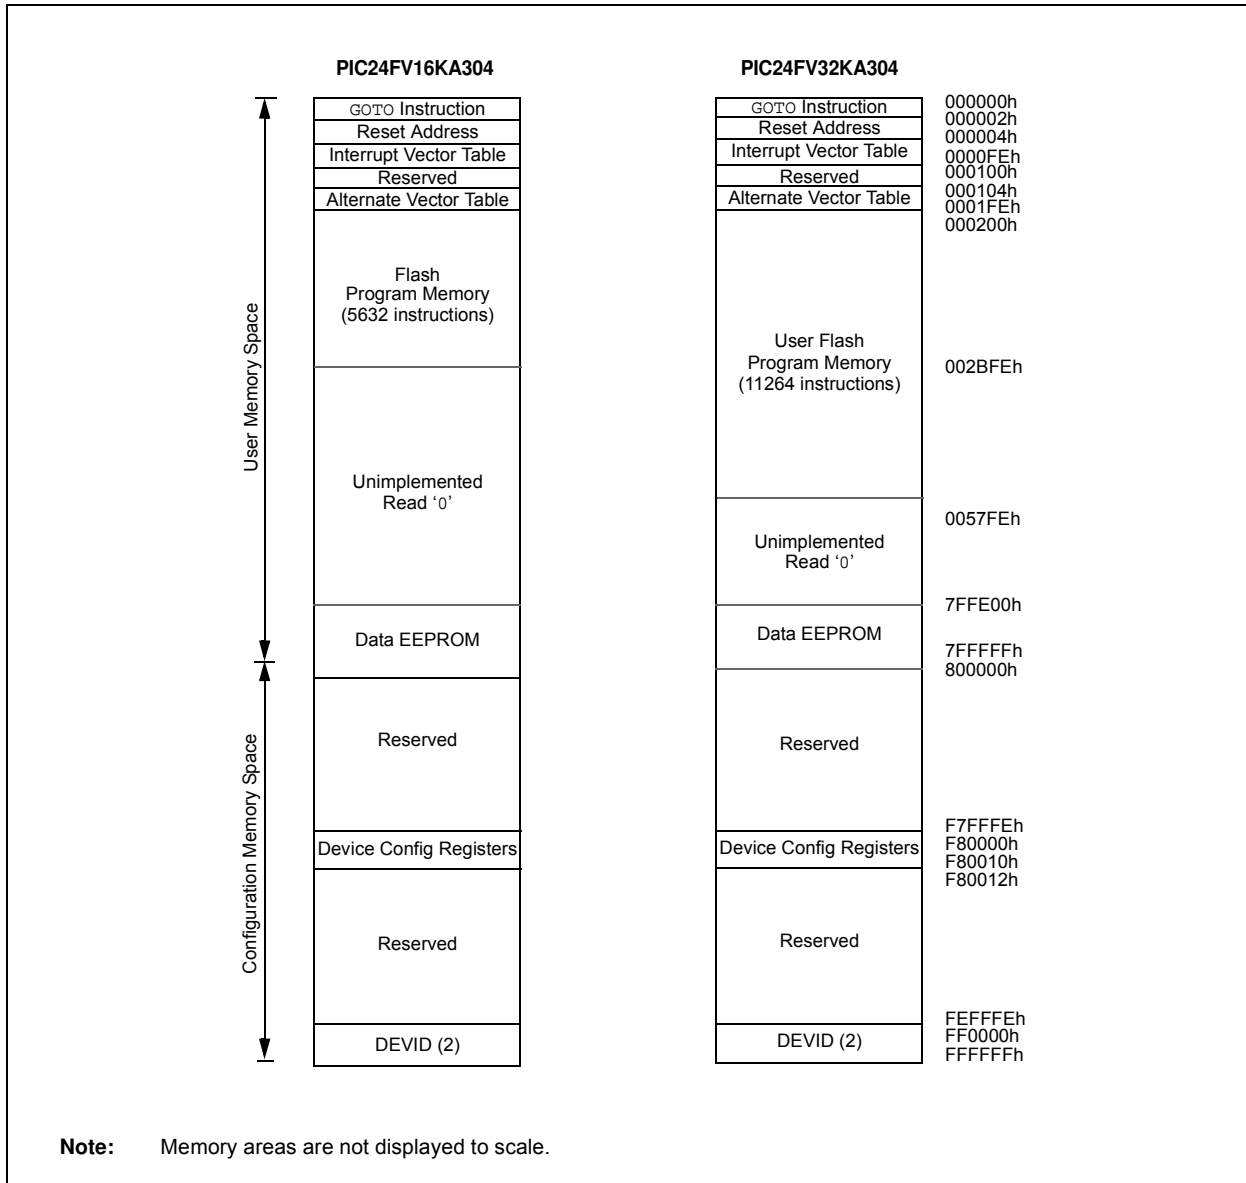 PIC24FV16KA304
PIC24FV32KA304
User Memory Space
Configuration Memory Space
GOTO Instruction
Reset Address
Interrupt Vector Table
Reserved
Alternate Vector Table
Flash
Program Memory
(5632 instructions)
Unimplemented
Read ‘0’
Data EEPROM
Reserved
Device Config Registers
Reserved
DEVID (2)
GOTO Instruction
Reset Address
Interrupt Vector Table
Reserved
Alternate Vector Table
User Flash
Program Memory
(11264 instructions)
Unimplemented
Read ‘0’
Data EEPROM
Reserved
Device Config Registers
Reserved
DEVID (2)
000000h
000002h
000004h
0000FEh
000100h
000104h
0001FEh
000200h
002BFEh
0057FEh
7FFE00h
7FFFFFh
800000h
F7FFFEh
F80000h
F80010h
F80012h
FEFFFEh
FF0000h
FFFFFFh
Note: Memory areas are not displayed to scale.